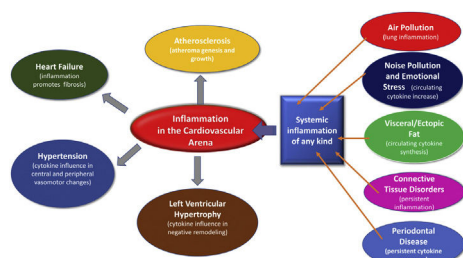 Air Pollution
(lung inflammation)
Atherosclerosis
(atheroma genesis and
growth)
Heart Failure
(inflammation
promotes fibrosis)
Noise Pollution
and Emotional
Stress (circulating
cytokine increase)
Inflammation
in the Cardiovascular
Arena
Systemic
inflammation
of any kind
Visceral/Ectopic
Fat
(circulating cytokine
synthesis)
Hypertension
(cytokine influence in
central and peripheral
vasomotor changes)
Connective
Tissue Disorders
(persistent
inflammation)
Left Ventricular
Hypertrophy
(cytokine influence in
negative remodeling)
Periodontal
Disease
(persistent cytokine